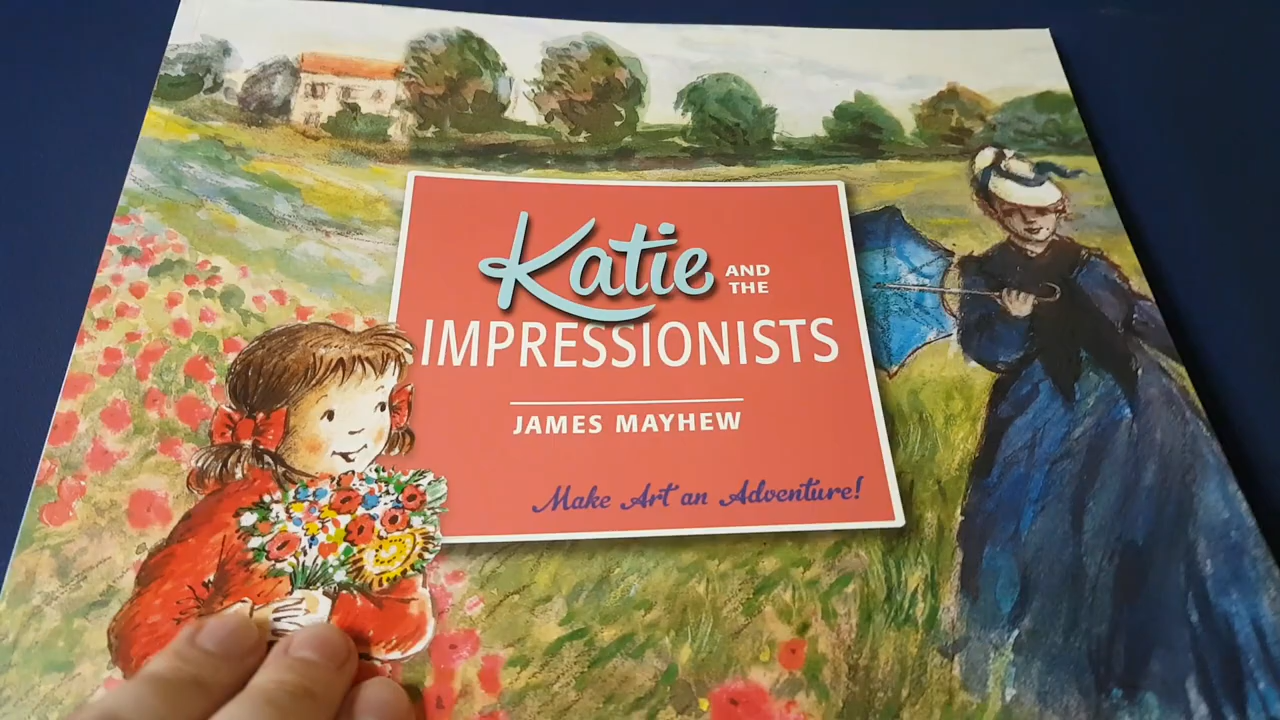 Katie AND
THE
IMPRESSIONISTS
JAMES MAYHEW
Make Art an Adventure!